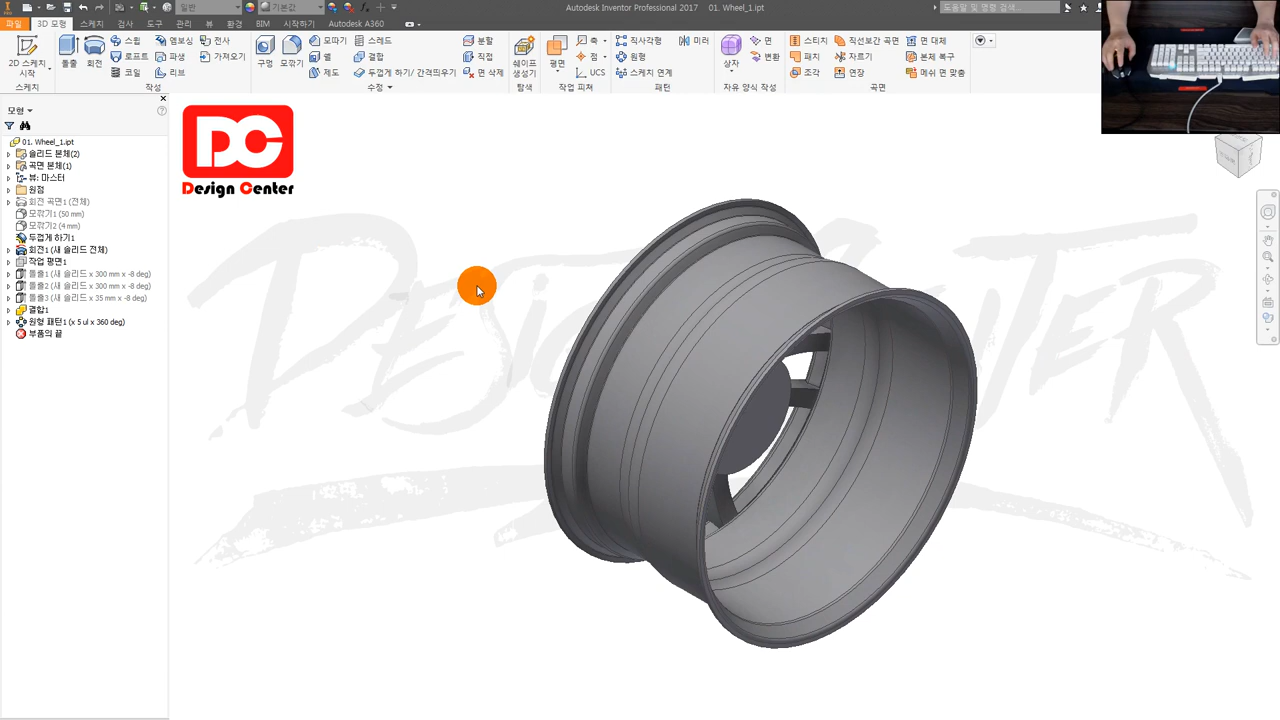 Autodesk Inventor Professional 2017 01. Wheel_1.ipt
도움말 및 명령 검색...
일반
기본값
파일 3D 모형 스케치 검사 도구 관리 뷰 환경 BIM 시작하기 Autodesk A360
2D 스케치
시작
스케치
돌출
회전
스윕 엠보싱 전사
로프트 파생 가져오기
코일 리브
작성
구멍
모깎기
모따기 스레드 분할
쉘 결합 직접
제도 두껍게 하기/ 간격띄우기 면 삭제
수정
쉐이프
생성기
탐색
평면
축
점
UCS
작업 피쳐
직사각형 미러
원형
스케치 연계
패턴
상자
면
변환
자유 양식 작성
스티치 직선보간 곡면 면 대체
패치 자르기 본체 복구
조각 연장 메쉬 면 맞춤
곡면
모형
01. Wheel_1.ipt
솔리드 본체(2)
곡면 본체(1)
뷰: 마스터
원점
회전 곡면1 (전체)
모깎기1 (50 mm)
모깎기2 (4 mm)
두껍게 하기1
회전1 (새 솔리드 전체)
작업 평면1
돌출1 (새 솔리드 x 300 mm x -8 deg)
돌출2 (새 솔리드 x 300 mm x -8 deg)
돌출3 (새 솔리드 x 35 mm x -8 deg)
결합1
원형 패턴1 (x 5 ul x 360 deg)
부품의 끝
DC
Design Center
DESIGN CENTER